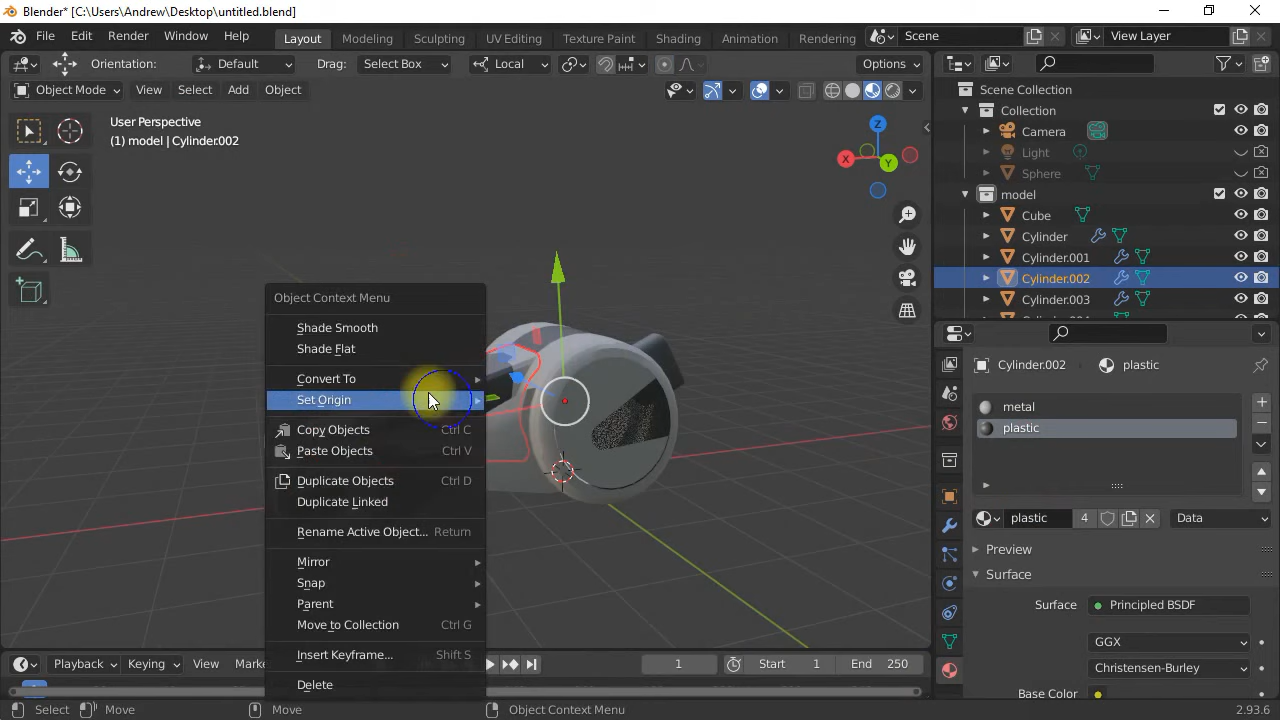 Blender* [C:\Users\Andrew\Desktop\untitled.blend]
File Edit Render Window Help Layout Modeling Sculpting UV Editing Texture Paint Shading Animation Rendering Scene View Layer
Orientation: Default Drag: Select Box Local Options
Object Mode View Select Add Object
User Perspective
(1) model | Cylinder.002
Z
X
Y
Object Context Menu
Shade Smooth
Shade Flat
Convert To
Set Origin
Copy Objects Ctrl C
Paste Objects Ctrl V
Duplicate Objects Ctrl D
Duplicate Linked
Rename Active Object... Return
Mirror
Snap
Parent
Move to Collection Ctrl G
Insert Keyframe... Shift S
Delete
Scene Collection
Collection
Camera
Light
Sphere
model
Cube
Cylinder
Cylinder.001
Cylinder.002
Cylinder.003
Cylinder.002 plastic
metal
plastic
plastic 4 Data
Preview
Surface
Surface Principled BSDF
GGX
Christensen-Burley
Base Color
Playback Keying View 1 Start 1 End 250
Select Move Move Object Context Menu 2.93.6